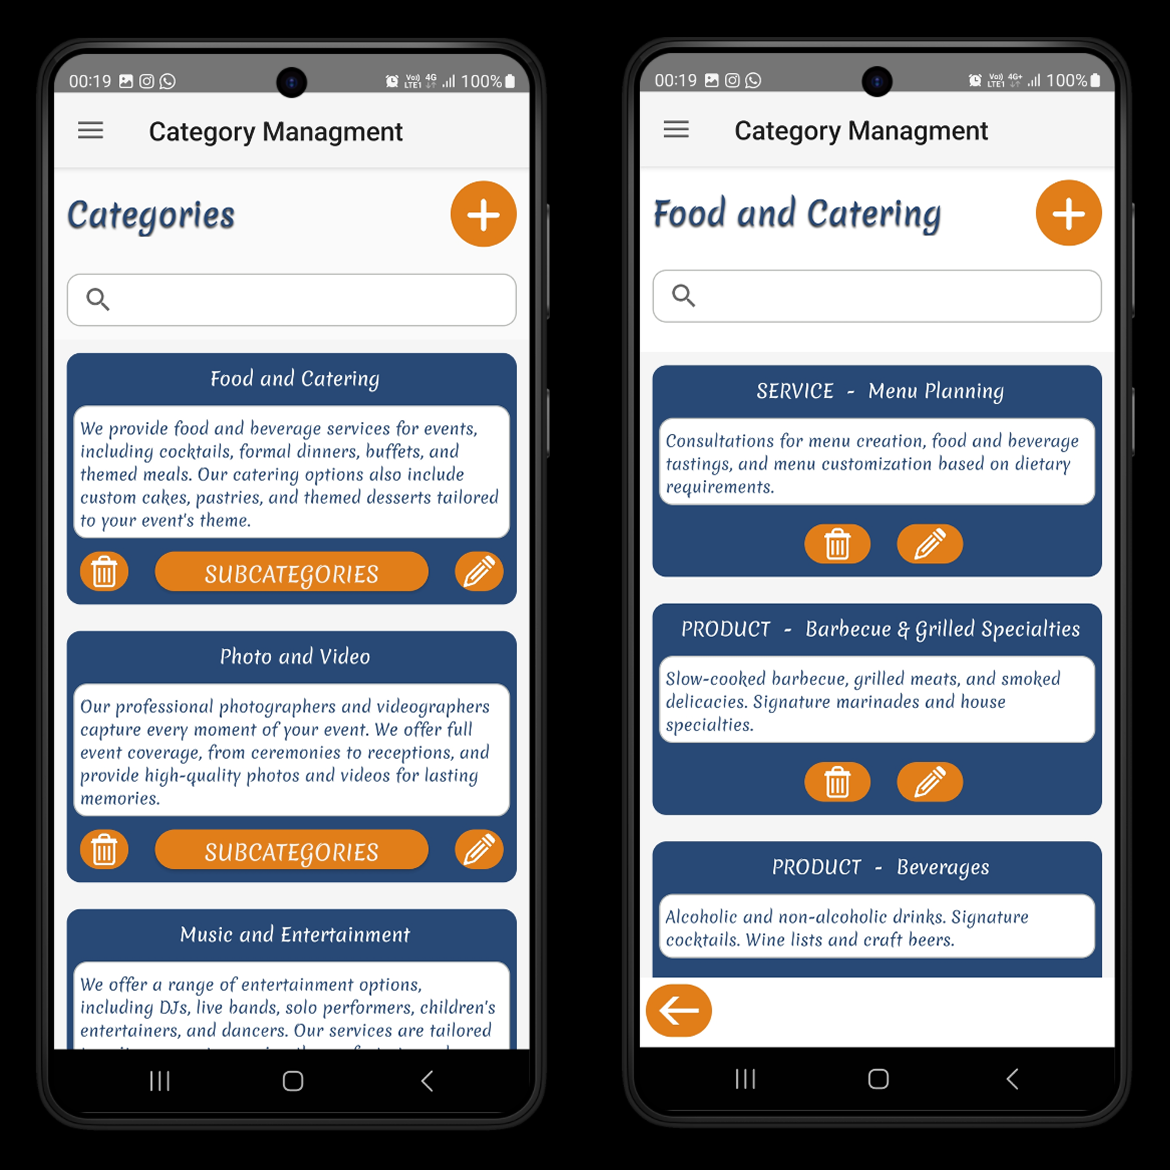 00:19
Vo)) 4G
LTE1
100%
Category Managment
Categories
Food and Catering
We provide food and beverage services for events,
including cocktails, formal dinners, buffets, and
themed meals. Our catering options also include
custom cakes, pastries, and themed desserts tailored
to your event's theme.
SUBCATEGORIES
Photo and Video
Our professional photographers and videographers
capture every moment of your event. We offer full
event coverage, from ceremonies to receptions, and
provide high-quality photos and videos for lasting
memories.
SUBCATEGORIES
Music and Entertainment
We offer a range of entertainment options,
including DJs, live bands, solo performers, children's
entertainers, and dancers. Our services are tailored
00:19
Vo)) 4G+
LTE1
100%
Category Managment
Food and Catering
SERVICE - Menu Planning
Consultations for menu creation, food and beverage
tastings, and menu customization based on dietary
requirements.
PRODUCT - Barbecue & Grilled Specialties
Slow-cooked barbecue, grilled meats, and smoked
delicacies. Signature marinades and house
specialties.
PRODUCT - Beverages
Alcoholic and non-alcoholic drinks. Signature
cocktails. Wine lists and craft beers.